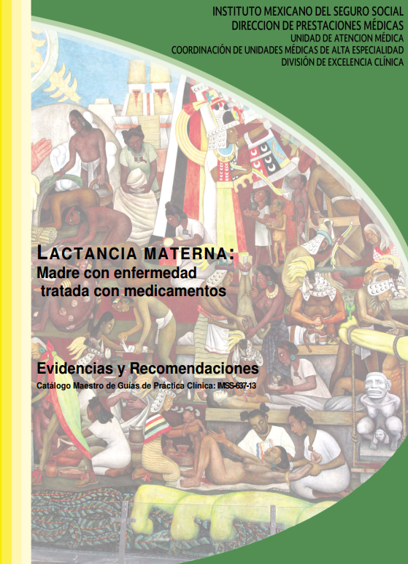 INSTITUTO MEXICANO DEL SEGURO SOCIAL
DIRECCION DE PRESTACIONES MÉDICAS
UNIDAD DE ATENCION MÉDICA
COORDINACIÓN DE UNIDADES MÉDICAS DE ALTA ESPECIALIDAD
DIVISIÓN DE EXCELENCIA CLÍNICA
LACTANCIA MATERNA:
Madre con enfermedad
tratada con medicamentos
Evidencias y Recomendaciones
Catálogo Maestro de Guías de Práctica Clínica: IMSS-637-13